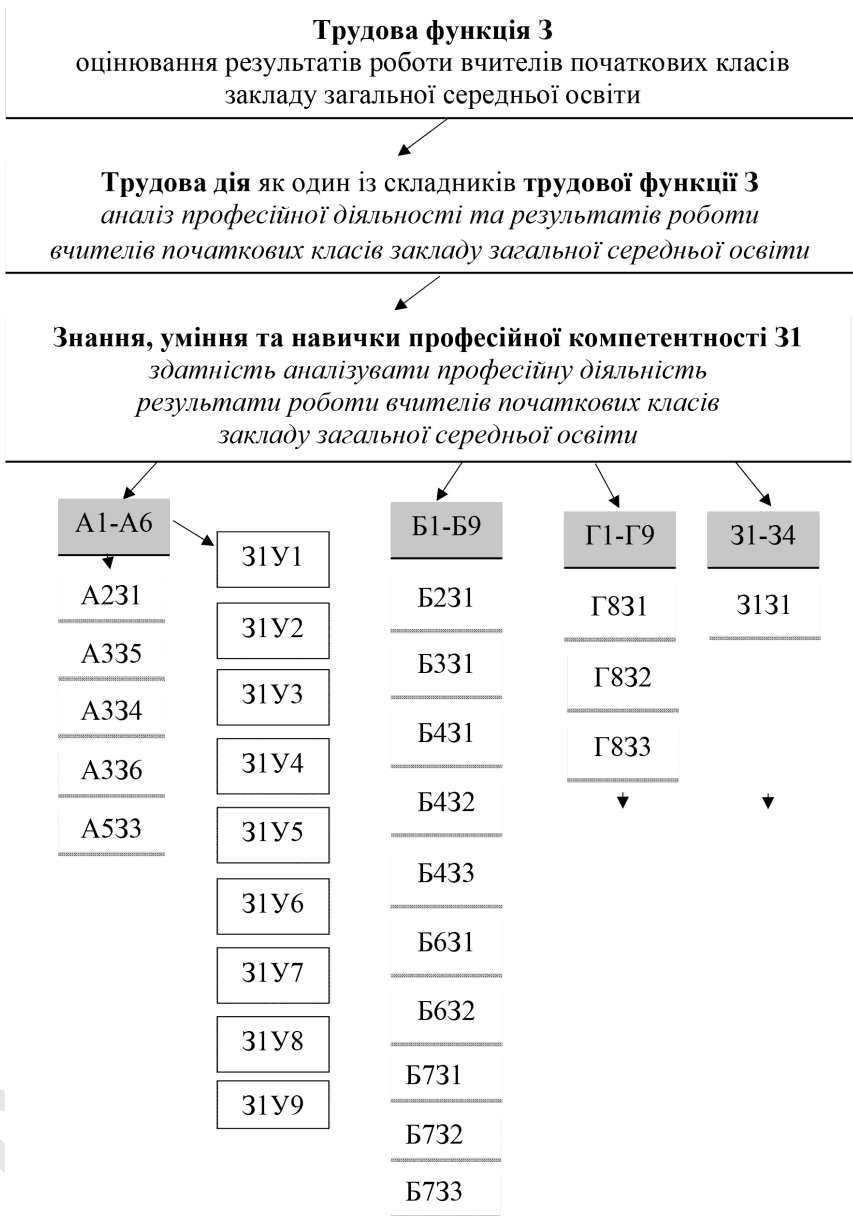 Трудова функція З
оцінювання результатів роботи вчителів початкових класів
закладу загальної середньої освіти
Трудова дія як один із складників трудової функції З
аналіз професійної діяльності та результатів роботи
вчителів початкових класів закладу загальної середньої освіти
Знання, уміння та навички професійної компетентності З1
здатність аналізувати професійну діяльність
результати роботи вчителів початкових класів
закладу загальної середньої освіти
А1-А6
А2З1
А3З5
А3З4
А3З6
А5З3
З1У1
З1У2
З1У3
З1У4
З1У5
З1У6
З1У7
З1У8
З1У9
Б1-Б9
Б2З1
Б3З1
Б4З1
Б4З2
Б4З3
Б6З1
Б6З2
Б7З1
Б7З2
Б7З3
Г1-Г9
Г8З1
Г8З2
Г8З3
З1-З4
З1З1